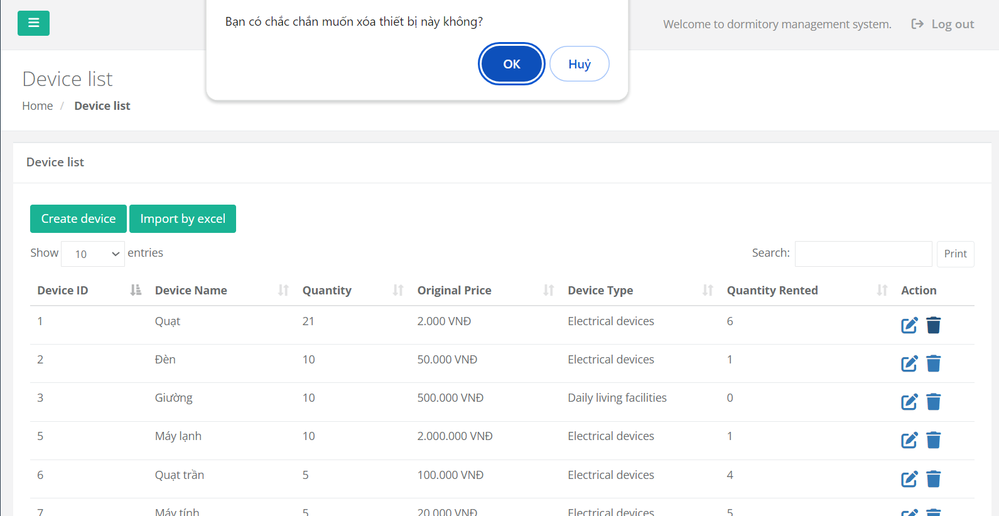 Bạn có chắc chắn muốn xóa thiết bị này không?
OK Huỷ
Welcome to dormitory management system. Log out
Device list
Home / Device list
Device list
Create device Import by excel
Show 10 entries Search: Print
Device ID Device Name Quantity Original Price Device Type Quantity Rented Action
1 Quạt 21 2.000 VNĐ Electrical devices 6
2 Đèn 10 50.000 VNĐ Electrical devices 1
3 Giường 10 500.000 VNĐ Daily living facilities 0
5 Máy lạnh 10 2.000.000 VNĐ Electrical devices 1
6 Quạt trần 5 100.000 VNĐ Electrical devices 4
7 Máy tính 5 20.000 VNĐ Electrical devices 5